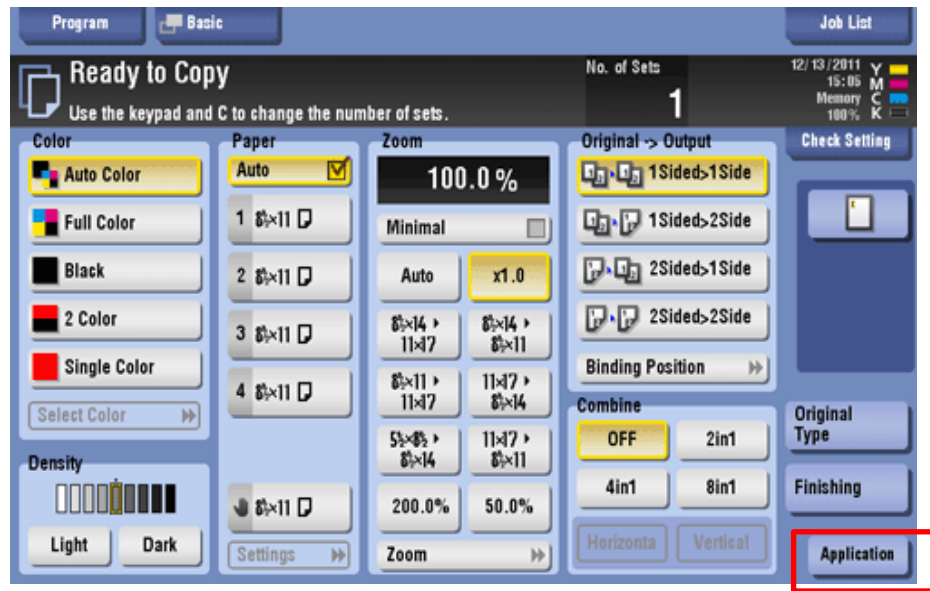 Program
Basic
Job List
Ready to Copy
Use the keypad and C to change the number of sets.
No. of Sets
1
12/13/2011
15:05
Memory
100%
Y
M
C
K
Color
Auto Color
Full Color
Black
2 Color
Single Color
Select Color
Density
Light
Dark
Paper
Auto
1 8½×11
2 8½×11
3 8½×11
4 8½×11
8½×11
Settings
Zoom
100.0 %
Minimal
Auto
x1.0
8½×14
11×17
8½×14
8½×11
8½×11
11×17
11×17
8½×14
5½×8½
8½×14
11×17
8½×11
200.0%
50.0%
Zoom
Original -> Output
1Sided>1Side
1Sided>2Side
2Sided>1Side
2Sided>2Side
Binding Position
Combine
OFF
2in1
4in1
8in1
Horizonta
Vertical
Check Setting
Original
Type
Finishing
Application